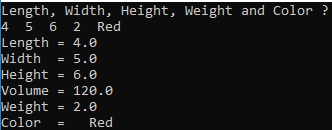 Length, Width, Height, Weight and Color ?
4  5  6  2  Red
Length = 4.0
Width  = 5.0
Height = 6.0
Volume = 120.0
Weight = 2.0
Color  =   Red